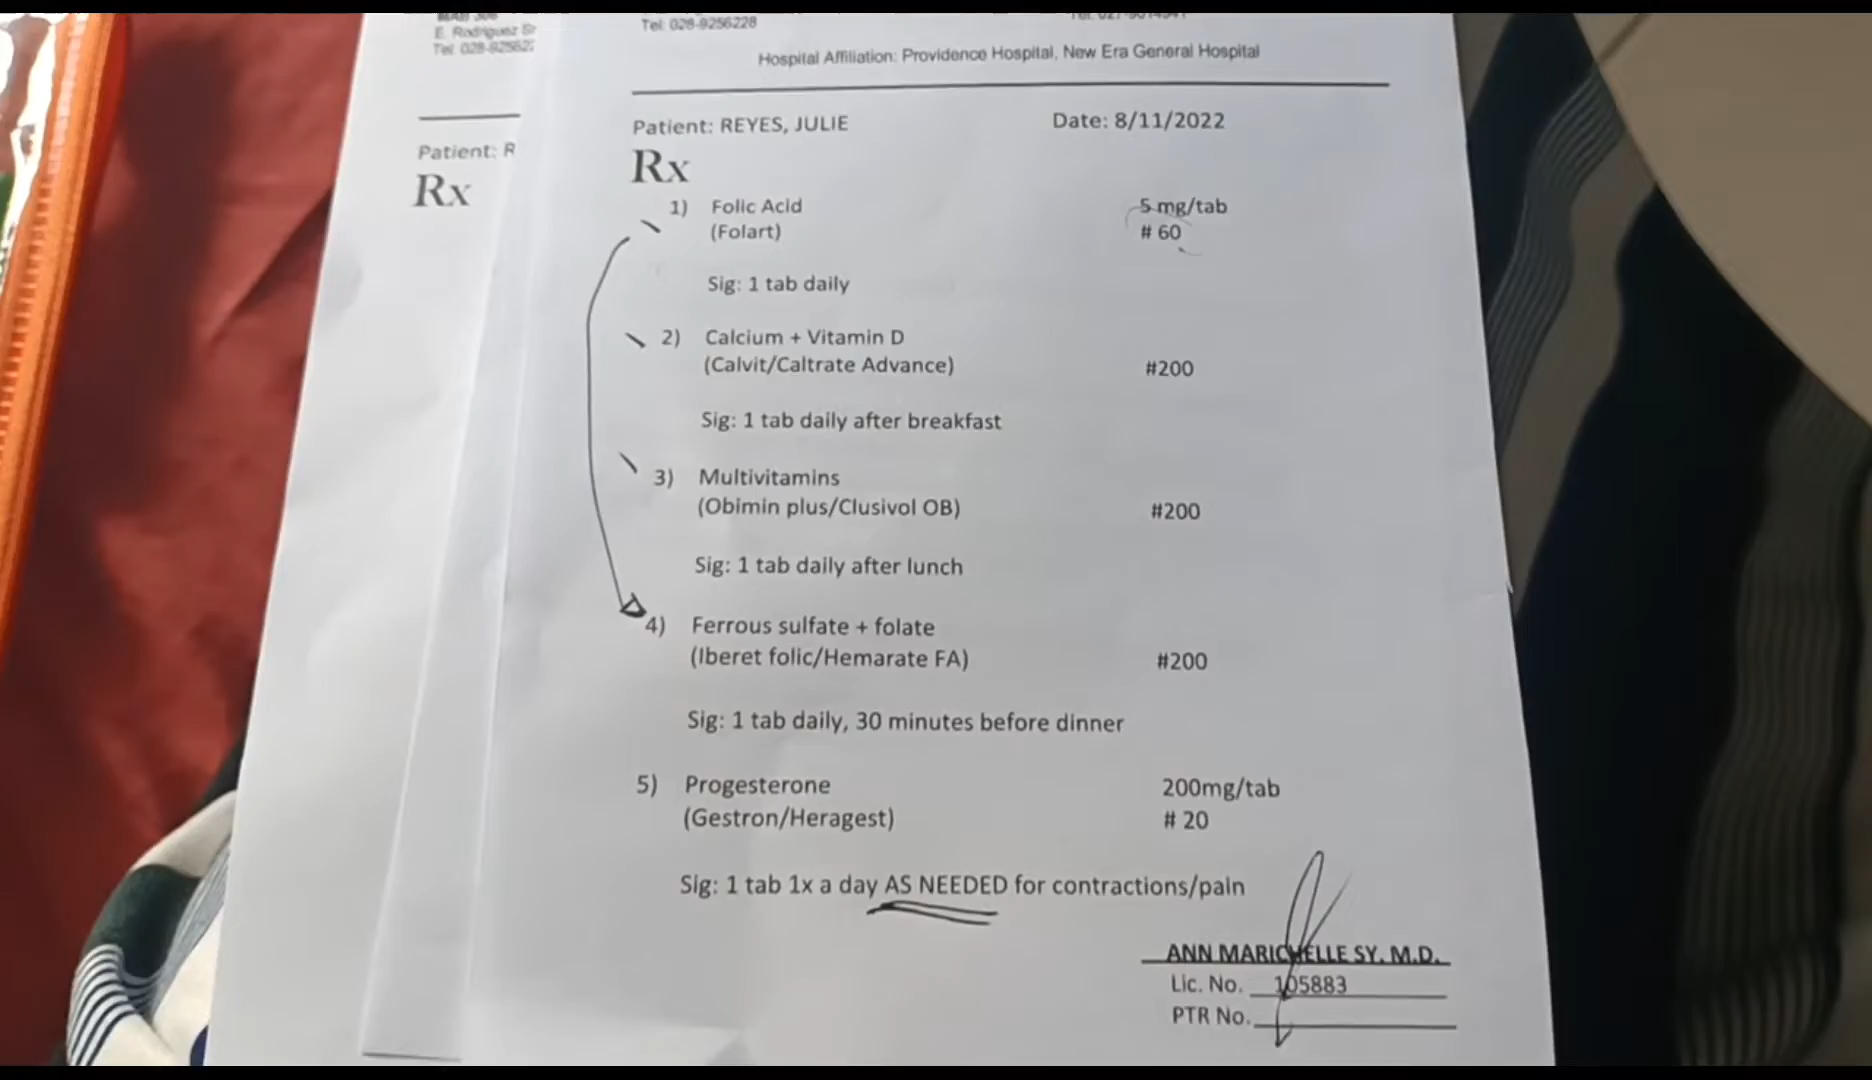 E. Rodriguez Sr
Tel: 028-92562
Tel: 028-9256228
Hospital Affiliation: Providence Hospital, New Era General Hospital
Patient: R
Rx
Patient: REYES, JULIE Date: 8/11/2022
Rx
1) Folic Acid 5 mg/tab
(Folart) # 60
Sig: 1 tab daily
2) Calcium + Vitamin D
(Calvit/Caltrate Advance) #200
Sig: 1 tab daily after breakfast
3) Multivitamins
(Obimin plus/Clusivol OB) #200
Sig: 1 tab daily after lunch
4) Ferrous sulfate + folate
(Iberet folic/Hemarate FA) #200
Sig: 1 tab daily, 30 minutes before dinner
5) Progesterone 200mg/tab
(Gestron/Heragest) # 20
Sig: 1 tab 1x a day AS NEEDED for contractions/pain
ANN MARICHELLE SY, M.D.
Lic. No. 105883
PTR No.